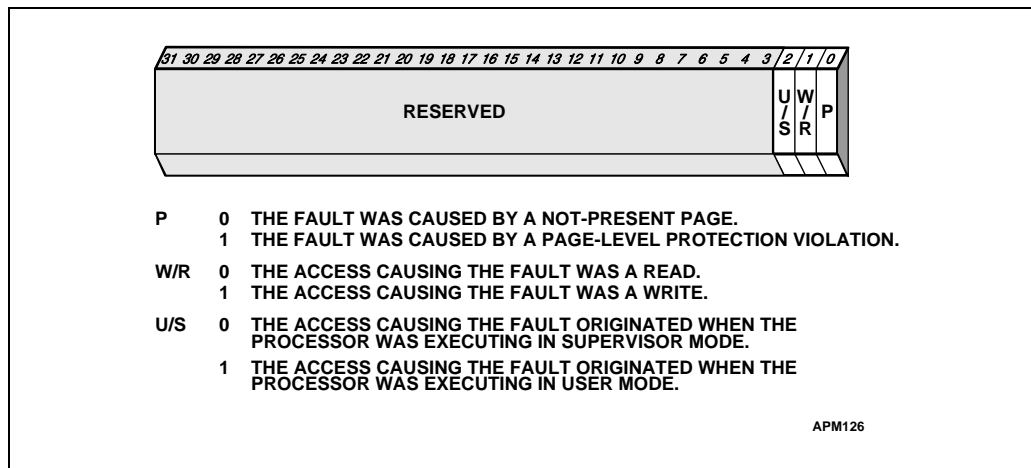 31 30 29 28 27 26 25 24 23 22 21 20 19 18 17 16 15 14 13 12 11 10 9 8 7 6 5 4 3 2 1 0
RESERVED
U/S
W/R
P
P 0 THE FAULT WAS CAUSED BY A NOT-PRESENT PAGE.
1 THE FAULT WAS CAUSED BY A PAGE-LEVEL PROTECTION VIOLATION.
W/R 0 THE ACCESS CAUSING THE FAULT WAS A READ.
1 THE ACCESS CAUSING THE FAULT WAS A WRITE.
U/S 0 THE ACCESS CAUSING THE FAULT ORIGINATED WHEN THE
PROCESSOR WAS EXECUTING IN SUPERVISOR MODE.
1 THE ACCESS CAUSING THE FAULT ORIGINATED WHEN THE
PROCESSOR WAS EXECUTING IN USER MODE.
APM126